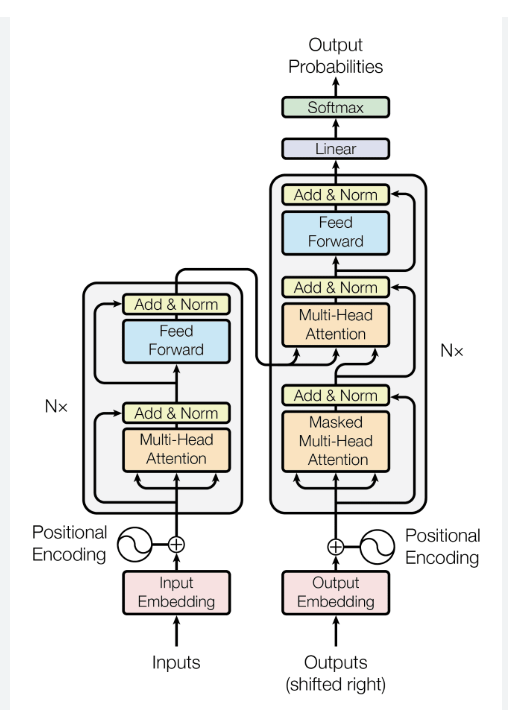 Output
Probabilities
Softmax
Linear
Add & Norm
Feed
Forward
Add & Norm
Multi-Head
Attention
Add & Norm
Masked
Multi-Head
Attention
N×
Add & Norm
Feed
Forward
Add & Norm
Multi-Head
Attention
N×
Positional
Encoding
Positional
Encoding
Input
Embedding
Output
Embedding
Inputs
Outputs
(shifted right)